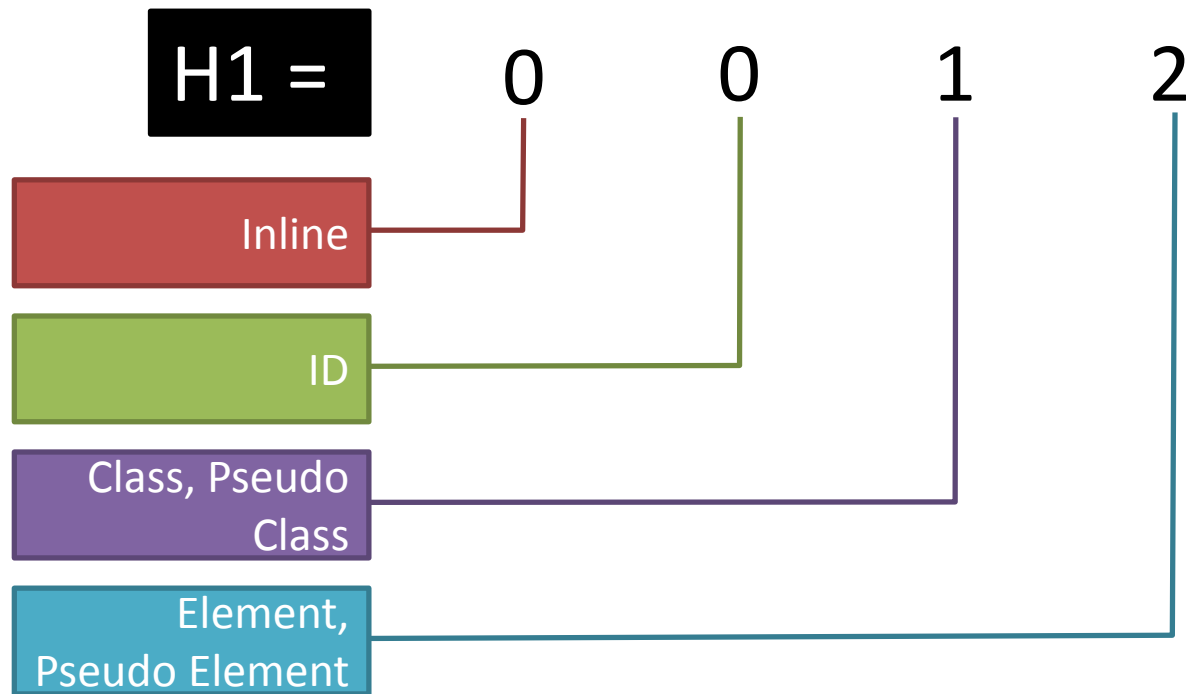 H1 = 0 0 1 2
Inline
ID
Class, Pseudo
Class
Element,
Pseudo Element